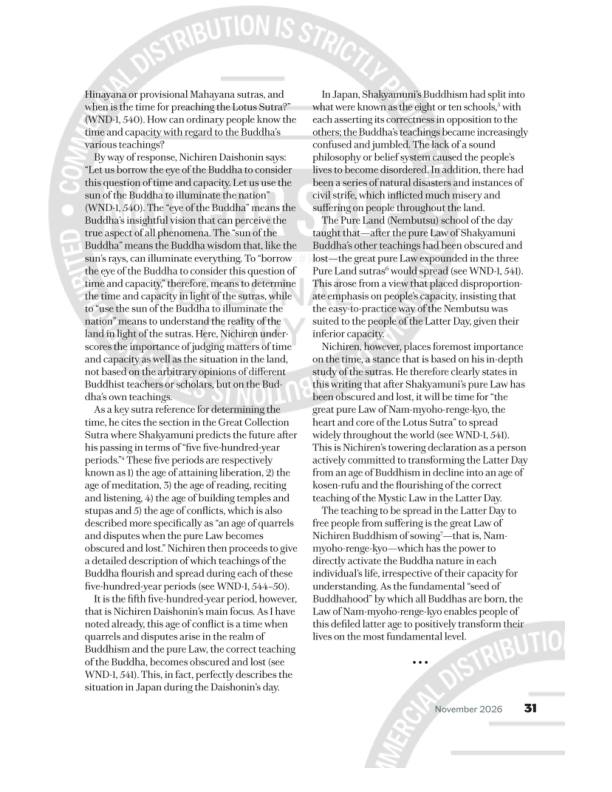 Hinayana or provisional Mahayana sutras, and
when is the time for preaching the Lotus Sutra?"
(WND-1, 540). How can ordinary people know the
time and capacity with regard to the Buddha's
various teachings?
By way of response, Nichiren Daishonin says:
"Let us borrow the eye of the Buddha to consider
this question of time and capacity. Let us use the
sun of the Buddha to illuminate the nation"
(WND-1, 540). The "eye of the Buddha" means the
Buddha's insightful vision that can perceive the
true aspect of all phenomena. The "sun of the
Buddha" means the Buddha wisdom that, like the
sun's rays, can illuminate everything. To "borrow
the eye of the Buddha to consider this question of
time and capacity," therefore, means to determine
the time and capacity in light of the sutras, while
to "use the sun of the Buddha to illuminate the
nation" means to understand the reality of the
land in light of the sutras. Here, Nichiren under-
scores the importance of judging matters of time
and capacity as well as the situation in the land,
not based on the arbitrary opinions of different
Buddhist teachers or scholars, but on the Bud-
dha's own teachings.
As a key sutra reference for determining the
time, he cites the section in the Great Collection
Sutra where Shakyamuni predicts the future after
his passing in terms of "five five-hundred-year
periods."⁴ These five periods are respectively
known as 1) the age of attaining liberation, 2) the
age of meditation, 3) the age of reading, reciting
and listening, 4) the age of building temples and
stupas and 5) the age of conflicts, which is also
described more specifically as "an age of quarrels
and disputes when the pure Law becomes
obscured and lost." Nichiren then proceeds to give
a detailed description of which teachings of the
Buddha flourish and spread during each of these
five-hundred-year periods (see WND-1, 544–50).
It is the fifth five-hundred-year period, however,
that is Nichiren Daishonin's main focus. As I have
noted already, this age of conflict is a time when
quarrels and disputes arise in the realm of
Buddhism and the pure Law, the correct teaching
of the Buddha, becomes obscured and lost (see
WND-1, 541). This, in fact, perfectly describes the
situation in Japan during the Daishonin's day.
In Japan, Shakyamuni's Buddhism had split into
what were known as the eight or ten schools,⁵ with
each asserting its correctness in opposition to the
others; the Buddha's teachings became increasingly
confused and jumbled. The lack of a sound
philosophy or belief system caused the people's
lives to become disordered. In addition, there had
been a series of natural disasters and instances of
civil strife, which inflicted much misery and
suffering on people throughout the land.
The Pure Land (Nembutsu) school of the day
taught that—after the pure Law of Shakyamuni
Buddha's other teachings had been obscured and
lost—the great pure Law expounded in the three
Pure Land sutras⁶ would spread (see WND-1, 541).
This arose from a view that placed disproportion-
ate emphasis on people's capacity, insisting that
the easy-to-practice way of the Nembutsu was
suited to the people of the Latter Day, given their
inferior capacity.
Nichiren, however, places foremost importance
on the time, a stance that is based on his in-depth
study of the sutras. He therefore clearly states in
this writing that after Shakyamuni's pure Law has
been obscured and lost, it will be time for "the
great pure Law of Nam-myoho-renge-kyo, the
heart and core of the Lotus Sutra" to spread
widely throughout the world (see WND-1, 541).
This is Nichiren's towering declaration as a person
actively committed to transforming the Latter Day
from an age of Buddhism in decline into an age of
kosen-rufu and the flourishing of the correct
teaching of the Mystic Law in the Latter Day.
The teaching to be spread in the Latter Day to
free people from suffering is the great Law of
Nichiren Buddhism of sowing⁷—that is, Nam-
myoho-renge-kyo—which has the power to
directly activate the Buddha nature in each
individual's life, irrespective of their capacity for
understanding. As the fundamental "seed of
Buddhahood" by which all Buddhas are born, the
Law of Nam-myoho-renge-kyo enables people of
this defiled latter age to positively transform their
lives on the most fundamental level.
•••
November 2026 31